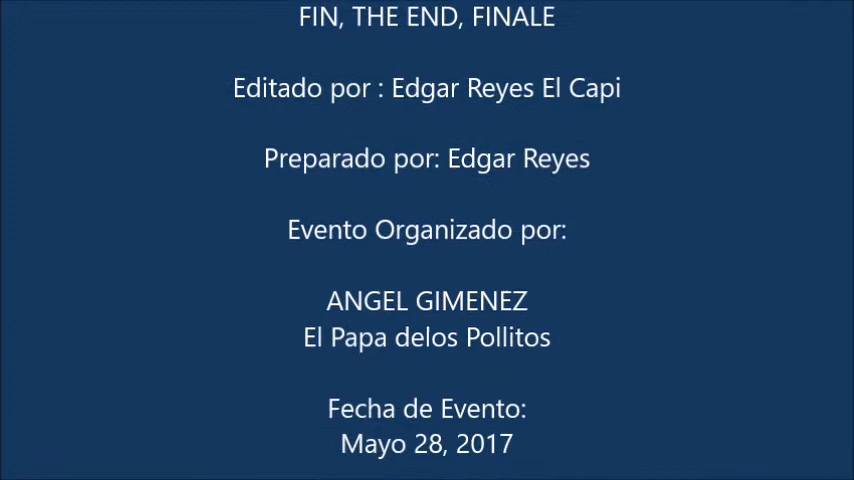 FIN, THE END, FINALE
Editado por : Edgar Reyes El Capi
Preparado por: Edgar Reyes
Evento Organizado por:
ANGEL GIMENEZ
El Papa delos Pollitos
Fecha de Evento:
Mayo 28, 2017